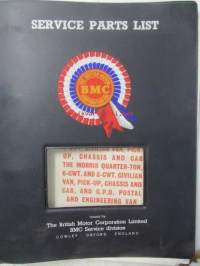 SERVICE PARTS LIST
BMC
VAN, PICK-
UP, CHASSIS AND CAB
THE MORRIS QUARTER-TON,
6-CWT. AND 8-CWT. CIVILIAN
VAN, PICK-UP, CHASSIS AND
CAB, AND G.P.O. POSTAL
AND ENGINEERING VAN
Issued by
The British Motor Corporation Limited
BMC Service division
COWLEY OXFORD ENGLAND